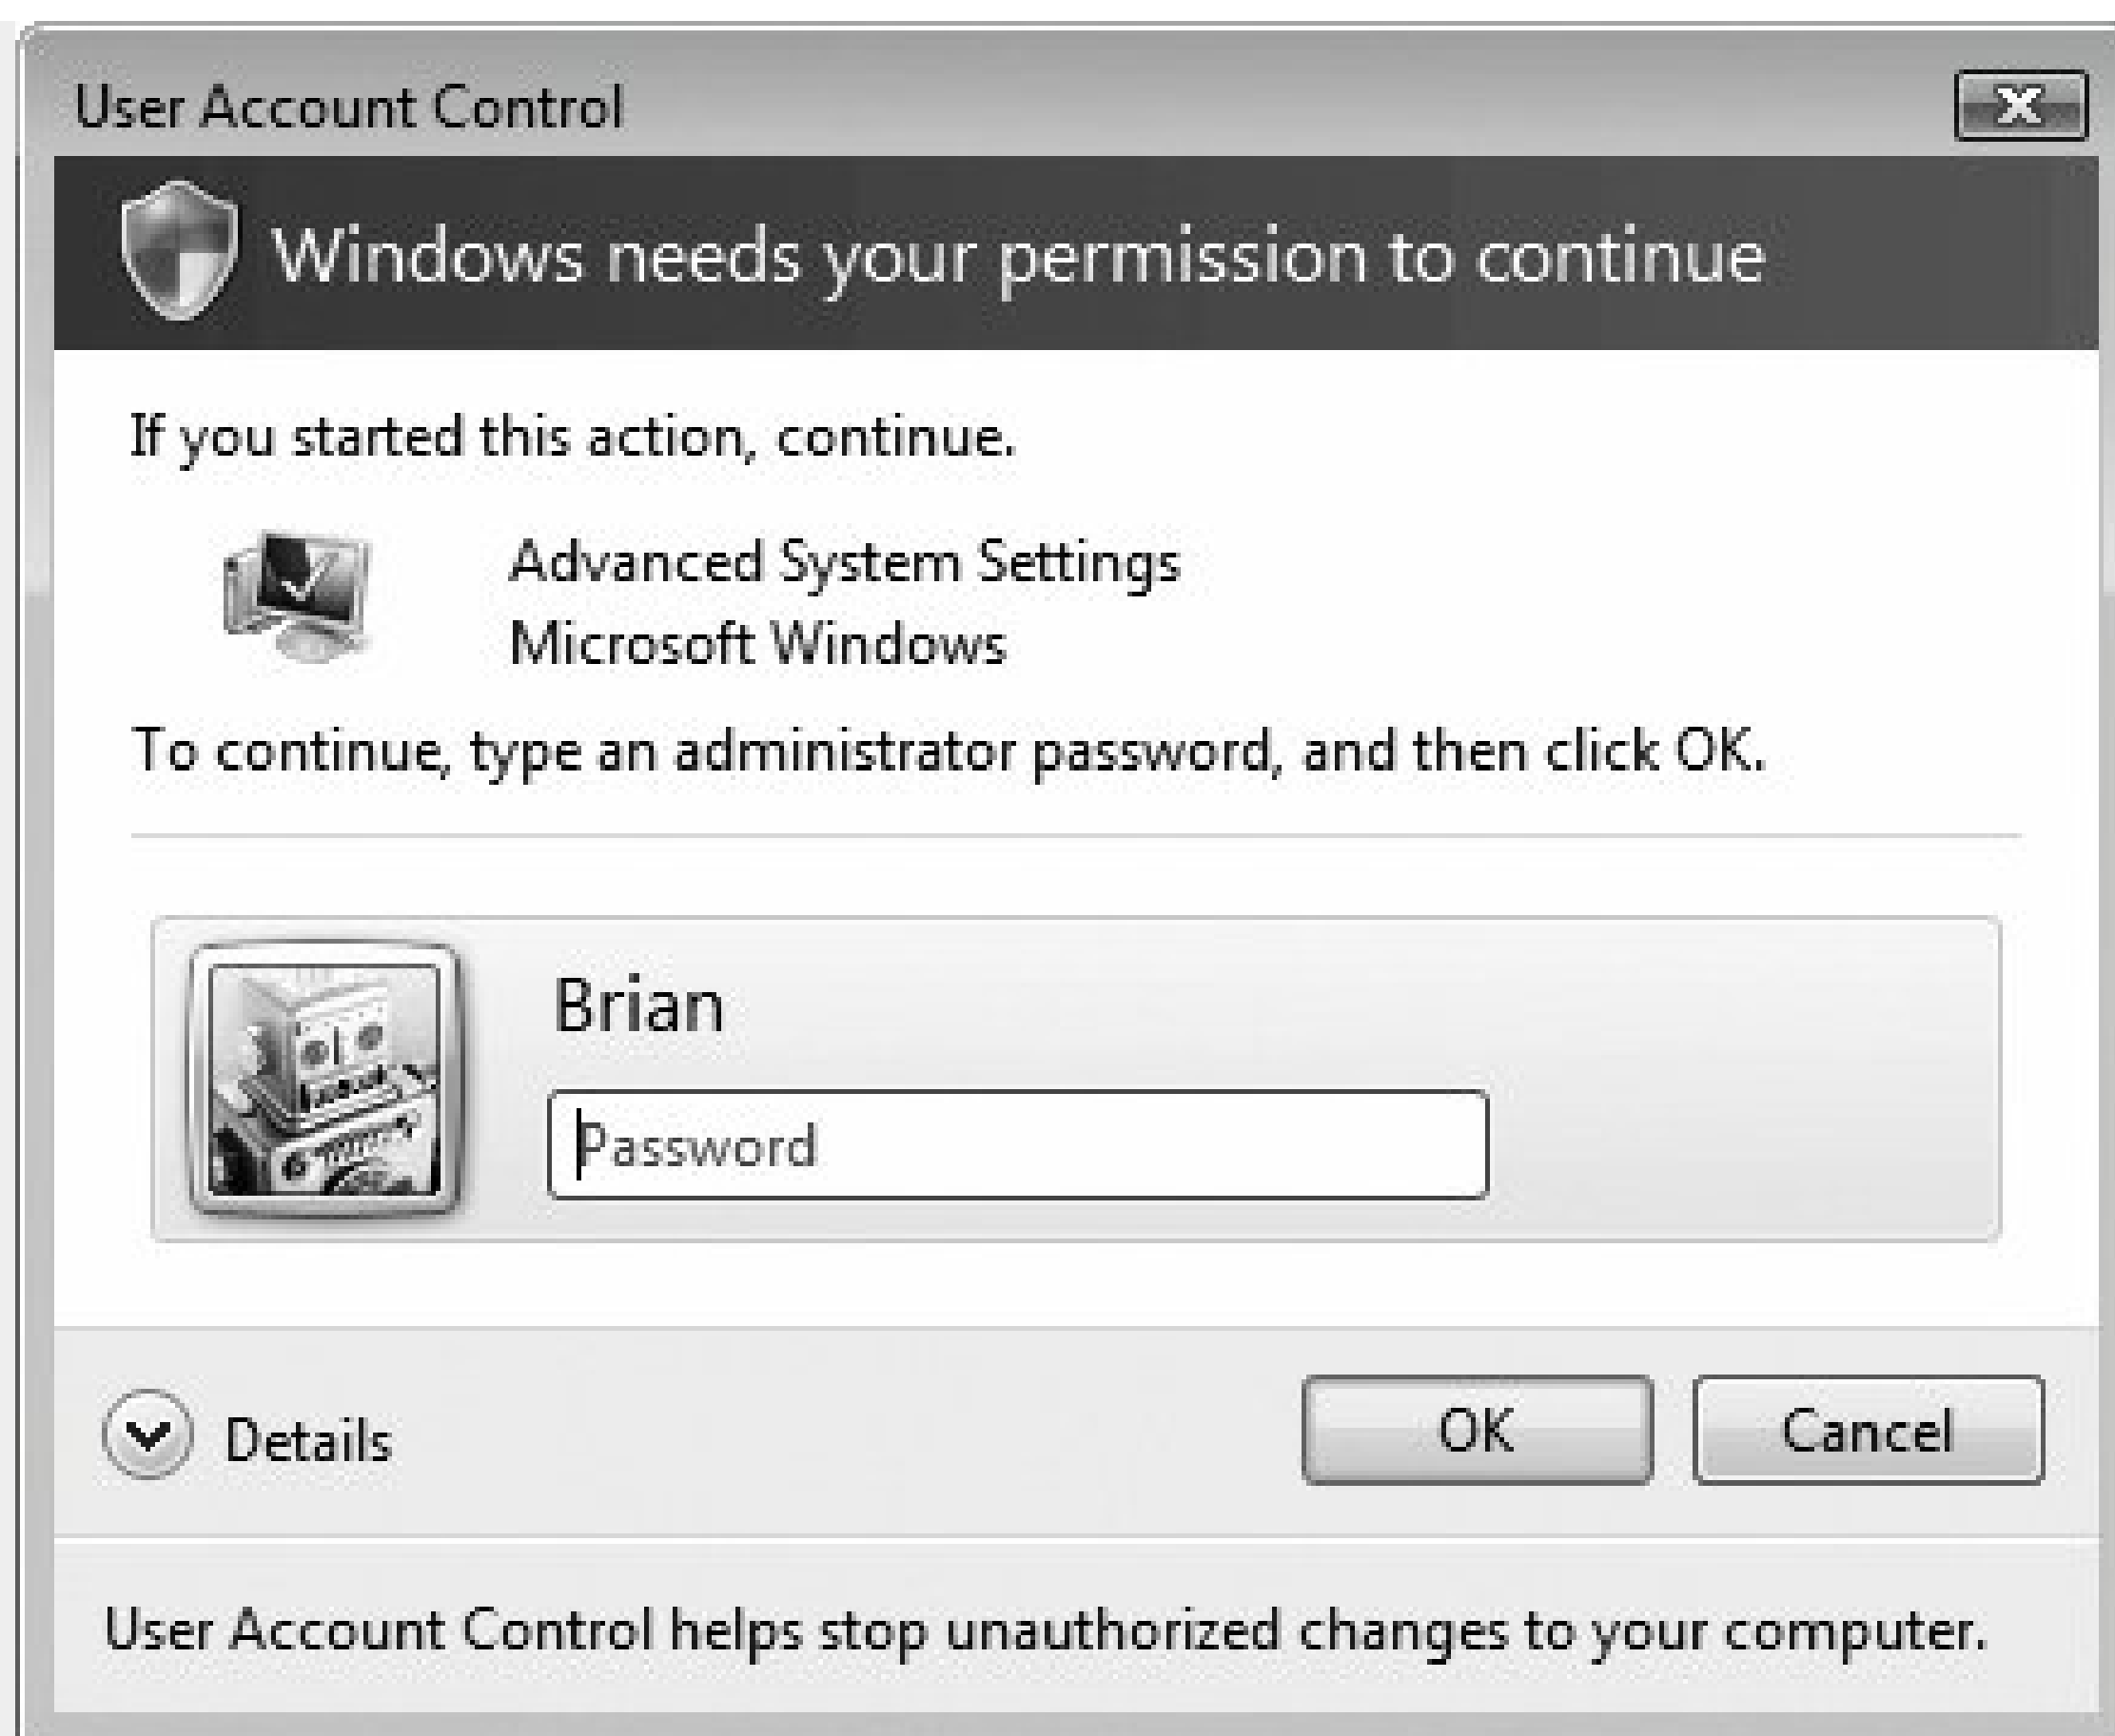 User Account Control
Windows needs your permission to continue
If you started this action, continue.
Advanced System Settings
Microsoft Windows
To continue, type an administrator password, and then click OK.
Brian
Password
Details
OK
Cancel
User Account Control helps stop unauthorized changes to your computer.